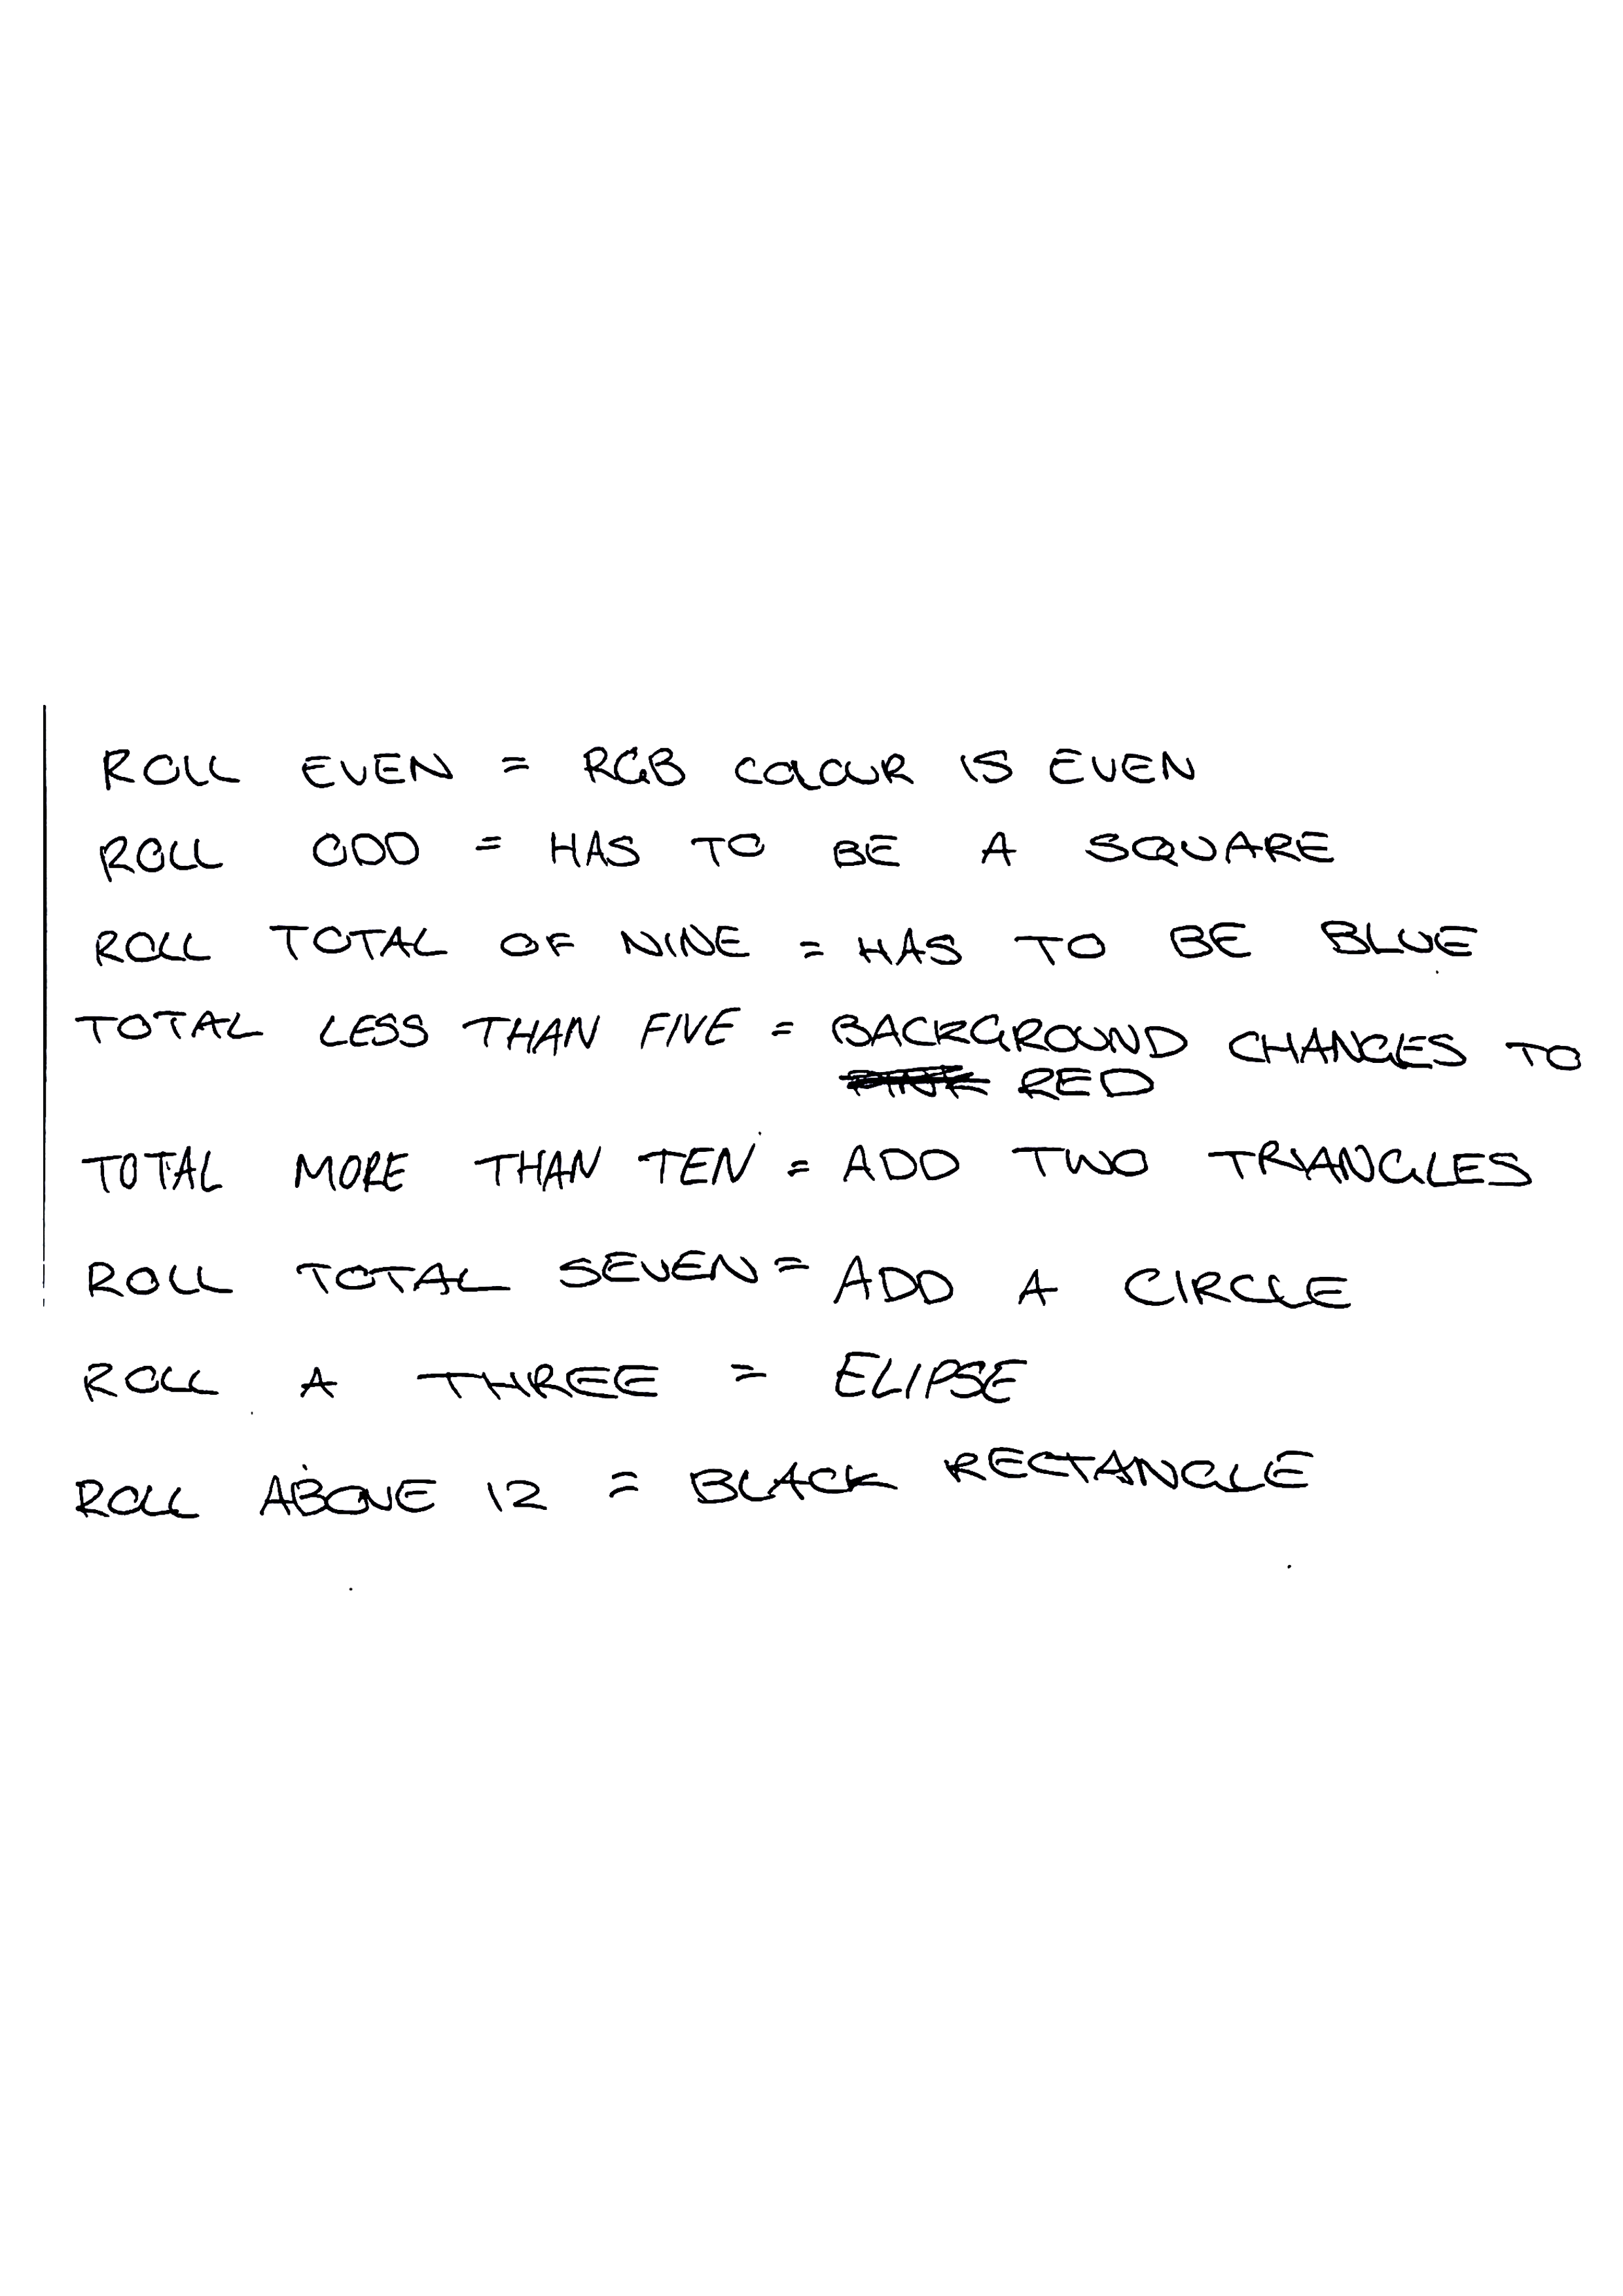 ROLL EVEN = RGB COLOUR IS EVEN
ROLL ODD = HAS TO BE A SQUARE
ROLL TOTAL OF NINE = HAS TO BE BLUE
TOTAL LESS THAN FIVE = BACKGROUND CHANGES TO
RED
TOTAL MORE THAN TEN = ADD TWO TRIANGLES
ROLL TOTAL SEVEN = ADD A CIRCLE
ROLL A THREE = ELIPSE
ROLL ABOVE 12 = BLACK RECTANGLE